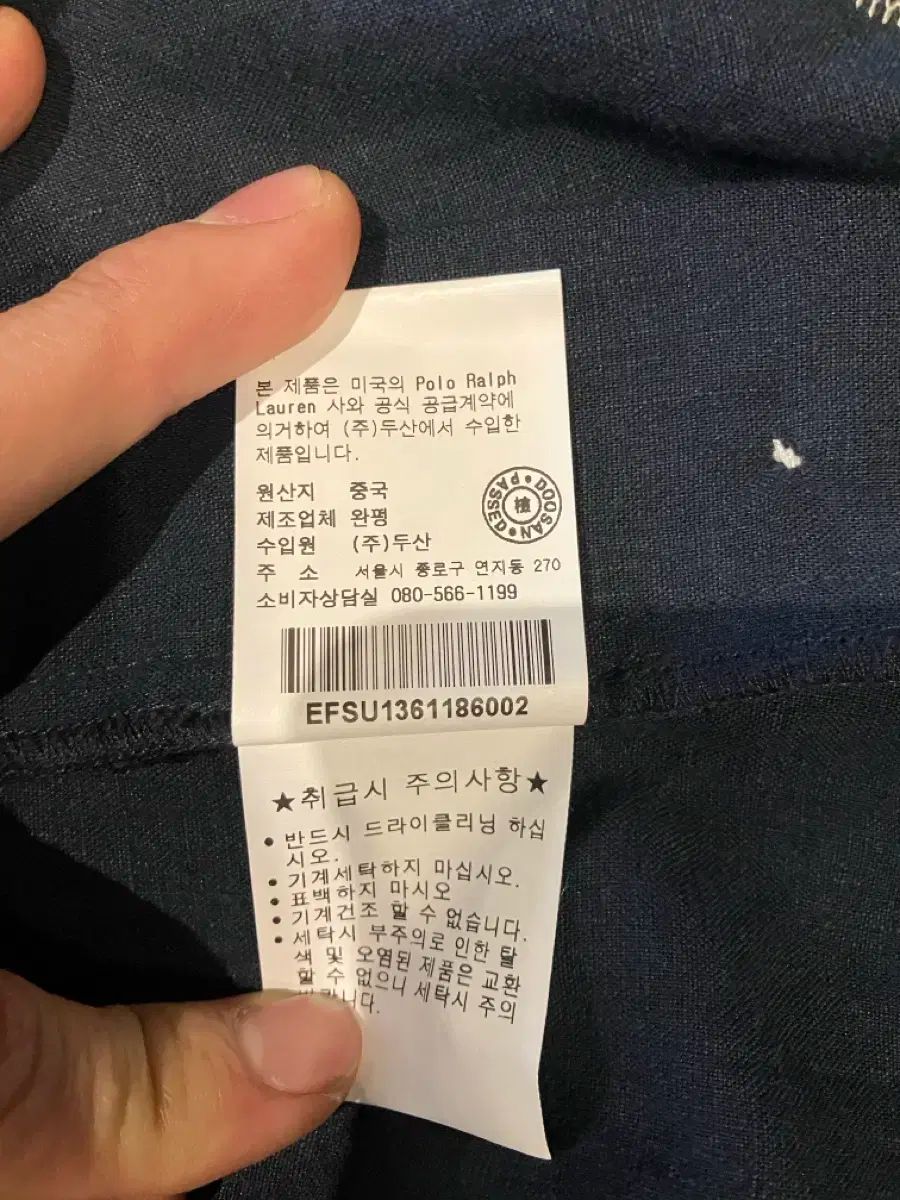 본 제품은 미국의 Polo Ralph
Lauren 사와 공식 공급계약에
의거하여 (주)두산에서 수입한
제품입니다.
원산지 중국
제조업체 완평
수입원 (주)두산
주 소 서울시 종로구 연지동 270
소비자상담실 080-566-1199
DOOSAN • PASSED •
檢
EFSU1361186002
★취급시 주의사항★
• 반드시 드라이클리닝 하십
시오.
• 기계세탁하지 마십시오.
• 표백하지 마시오
• 기계건조 할 수 없습니다.
• 세탁시 부주의로 인한 탈
색 및 오염된 제품은 교환
할 수 없으니 세탁시 주의